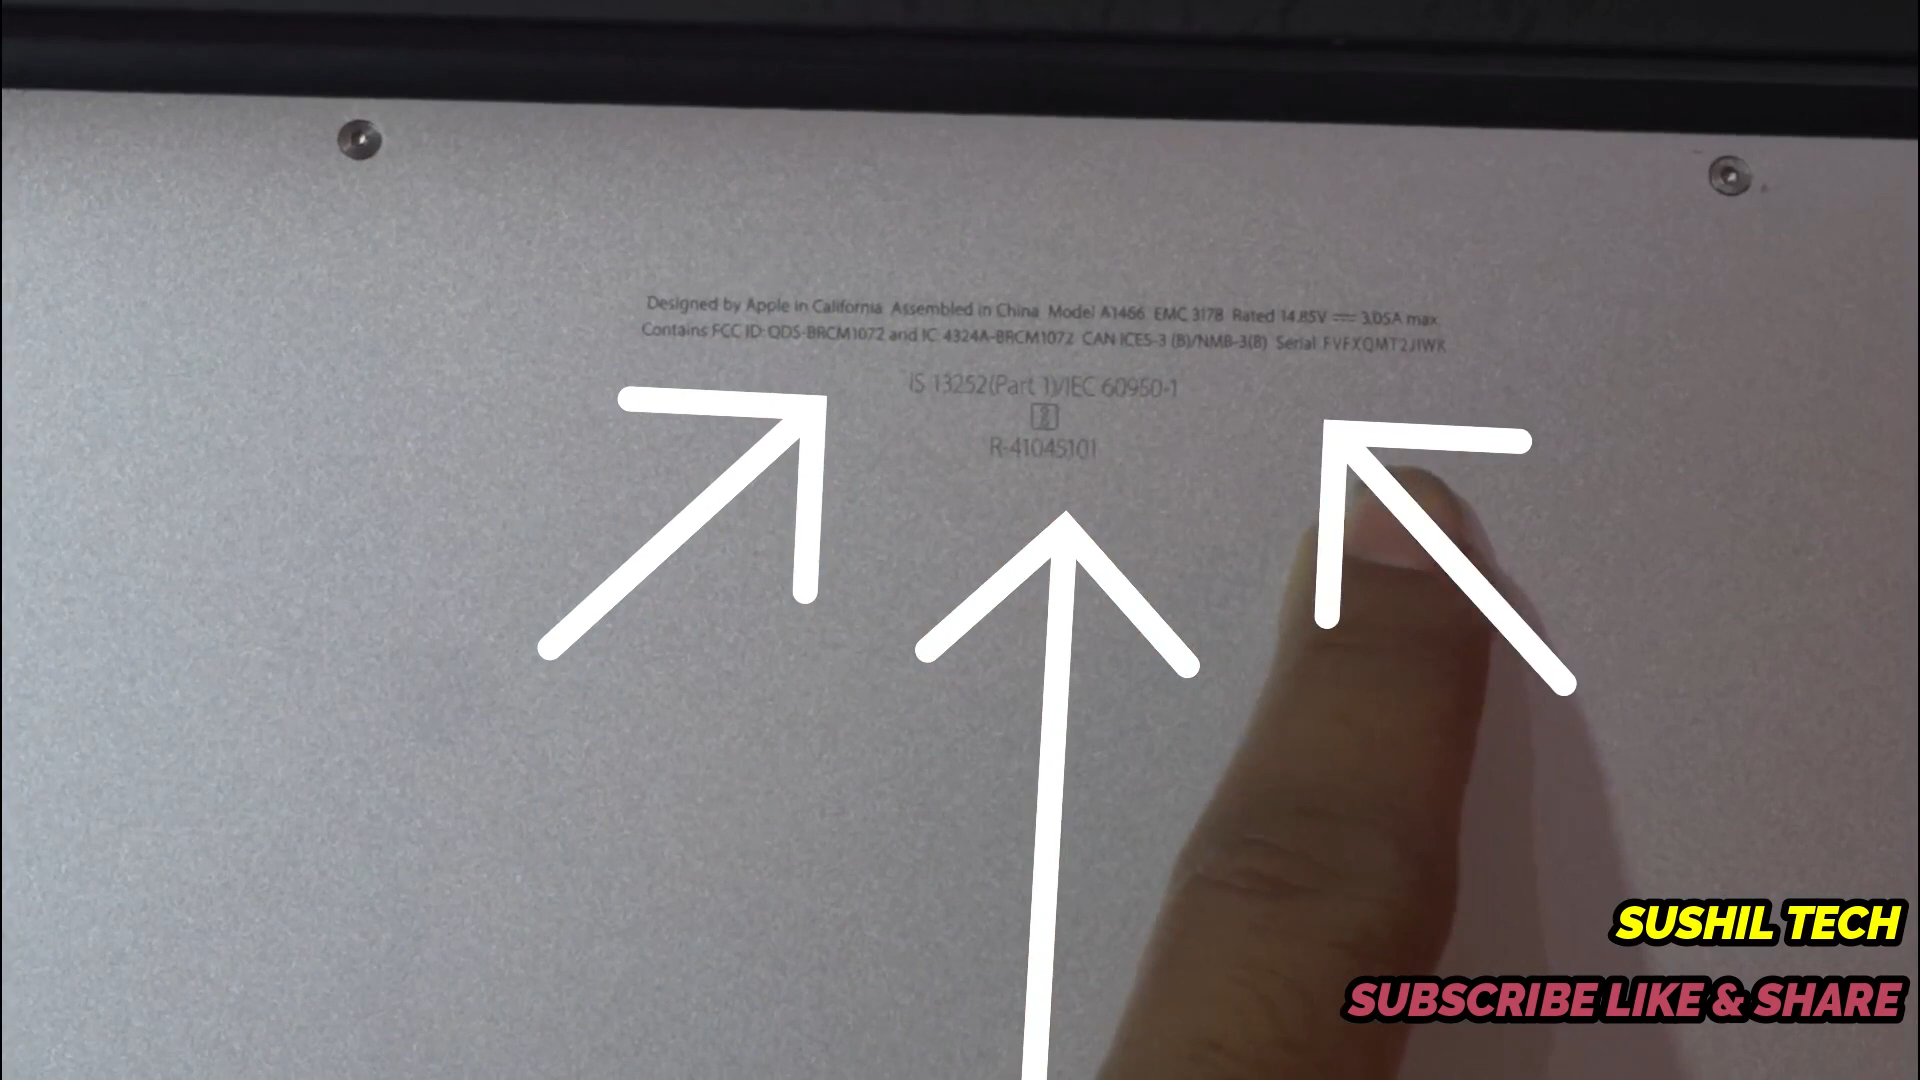 Designed by Apple in California Assembled in China Model A1466 EMC 3178 Rated 14.85V ⎓ 3.05A max
Contains FCC ID: QDS-BRCM1072 and IC: 4324A-BRCM1072 CAN ICES-3 (B)/NMB-3(B) Serial FVFXQMT2J1WK
IS 13252(Part 1)/IEC 60950-1
R-41045101
SUSHIL TECH
SUBSCRIBE LIKE & SHARE